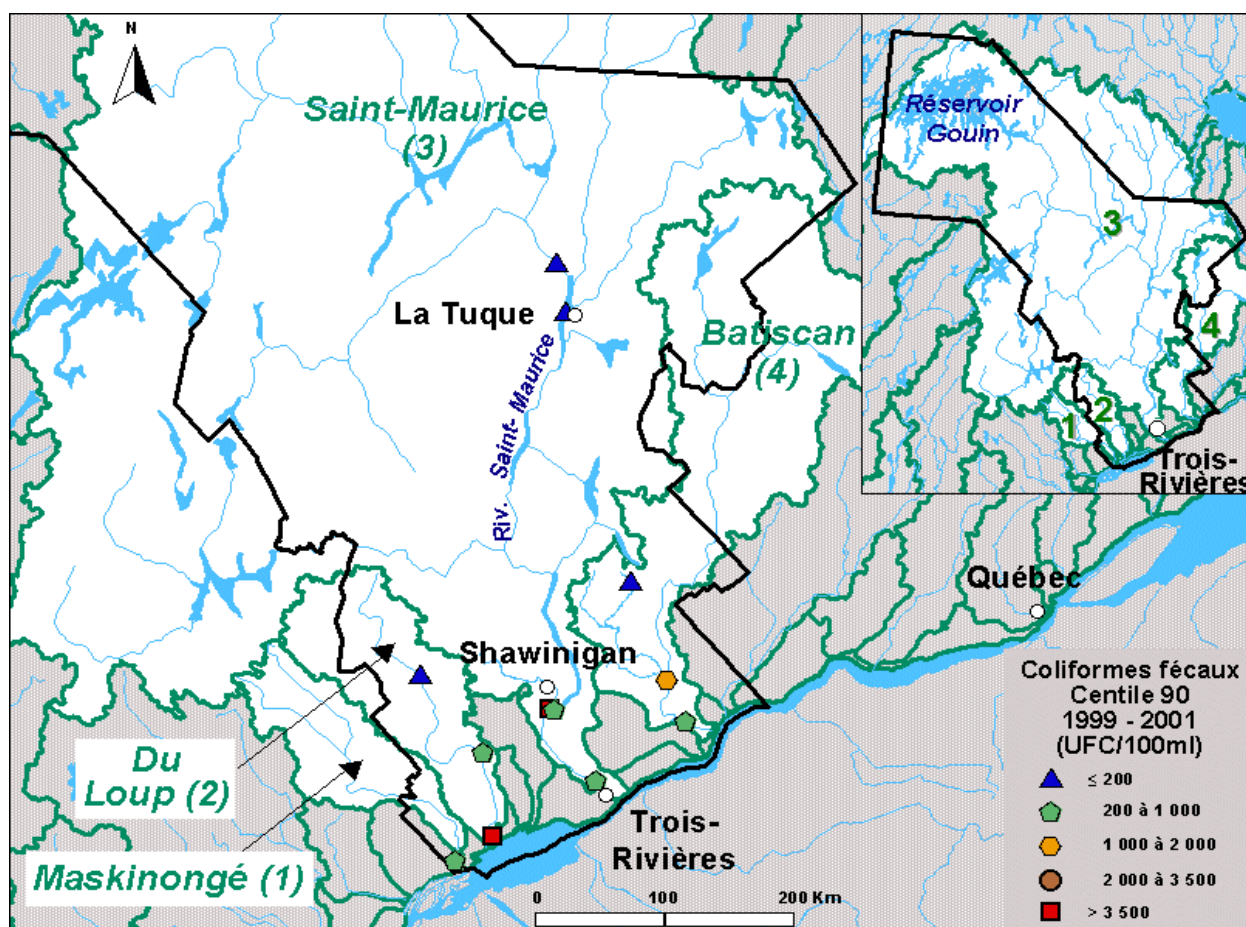 N
Saint-Maurice
(3)
La Tuque
Batiscan
(4)
Riv. Saint-Maurice
Shawinigan
Québec
Du
Loup (2)
Maskinongé (1)
Trois-
Rivières
0 100 200 Km
Réservoir
Gouin
3
4
2
1
Trois-
Rivières
Coliformes fécaux
Centile 90
1999 - 2001
(UFC/100ml)
≤ 200
200 à 1 000
1 000 à 2 000
2 000 à 3 500
> 3 500